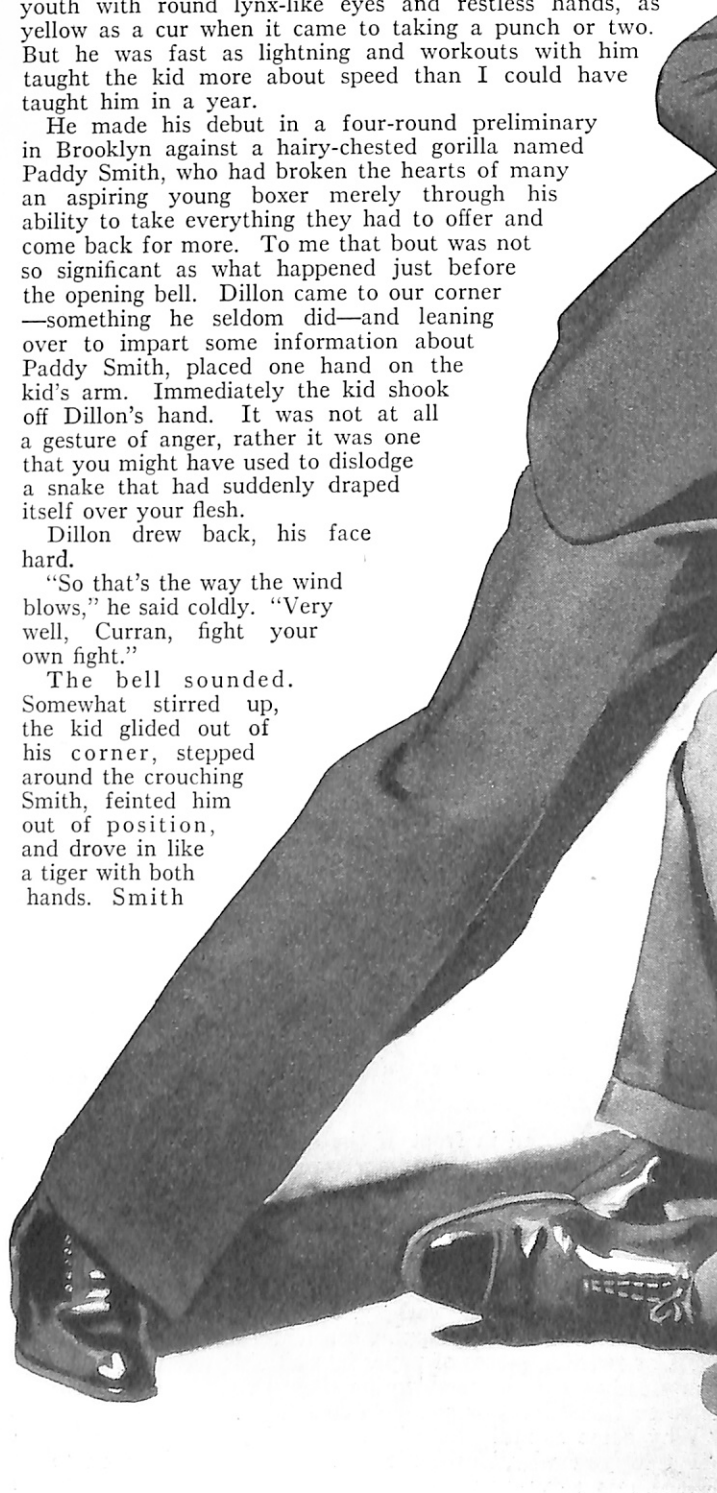 youth with round lynx-like eyes and restless hands, as
yellow as a cur when it came to taking a punch or two.
But he was fast as lightning and workouts with him
taught the kid more about speed than I could have
taught him in a year.
He made his debut in a four-round preliminary
in Brooklyn against a hairy-chested gorilla named
Paddy Smith, who had broken the hearts of many
an aspiring young boxer merely through his
ability to take everything they had to offer and
come back for more. To me that bout was not
so significant as what happened just before
the opening bell. Dillon came to our corner
—something he seldom did—and leaning
over to impart some information about
Paddy Smith, placed one hand on the
kid's arm. Immediately the kid shook
off Dillon's hand. It was not at all
a gesture of anger, rather it was one
that you might have used to dislodge
a snake that had suddenly draped
itself over your flesh.
Dillon drew back, his face
hard.
“So that's the way the wind
blows,” he said coldly. “Very
well, Curran, fight your
own fight.”
The bell sounded.
Somewhat stirred up,
the kid glided out of
his corner, stepped
around the crouching
Smith, feinted him
out of position,
and drove in like
a tiger with both
hands. Smith